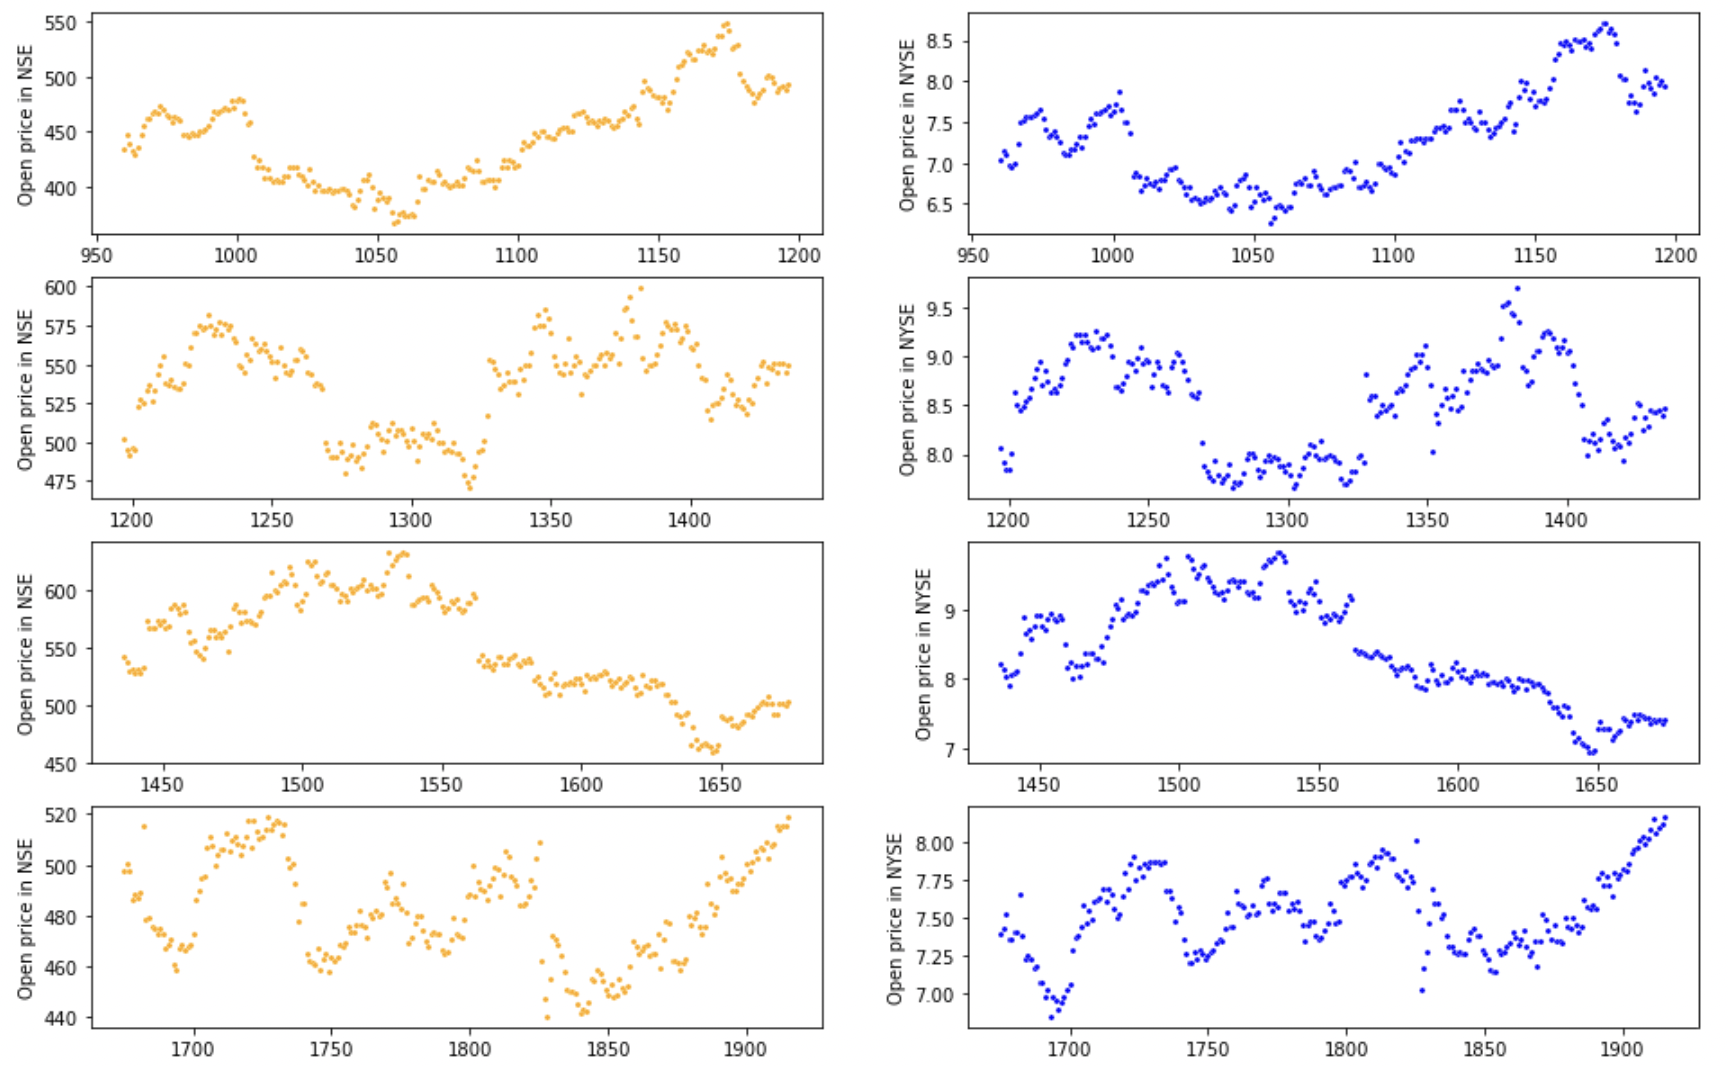 Open price in NSE
550
500
450
400
950 1000 1050 1100 1150 1200
Open price in NYSE
8.5
8.0
7.5
7.0
6.5
950 1000 1050 1100 1150 1200
Open price in NSE
600
575
550
525
500
475
1200 1250 1300 1350 1400
Open price in NYSE
9.5
9.0
8.5
8.0
1200 1250 1300 1350 1400
Open price in NSE
600
550
500
450
1450 1500 1550 1600 1650
Open price in NYSE
9
8
7
1450 1500 1550 1600 1650
Open price in NSE
520
500
480
460
440
1700 1750 1800 1850 1900
Open price in NYSE
8.00
7.75
7.50
7.25
7.00
1700 1750 1800 1850 1900